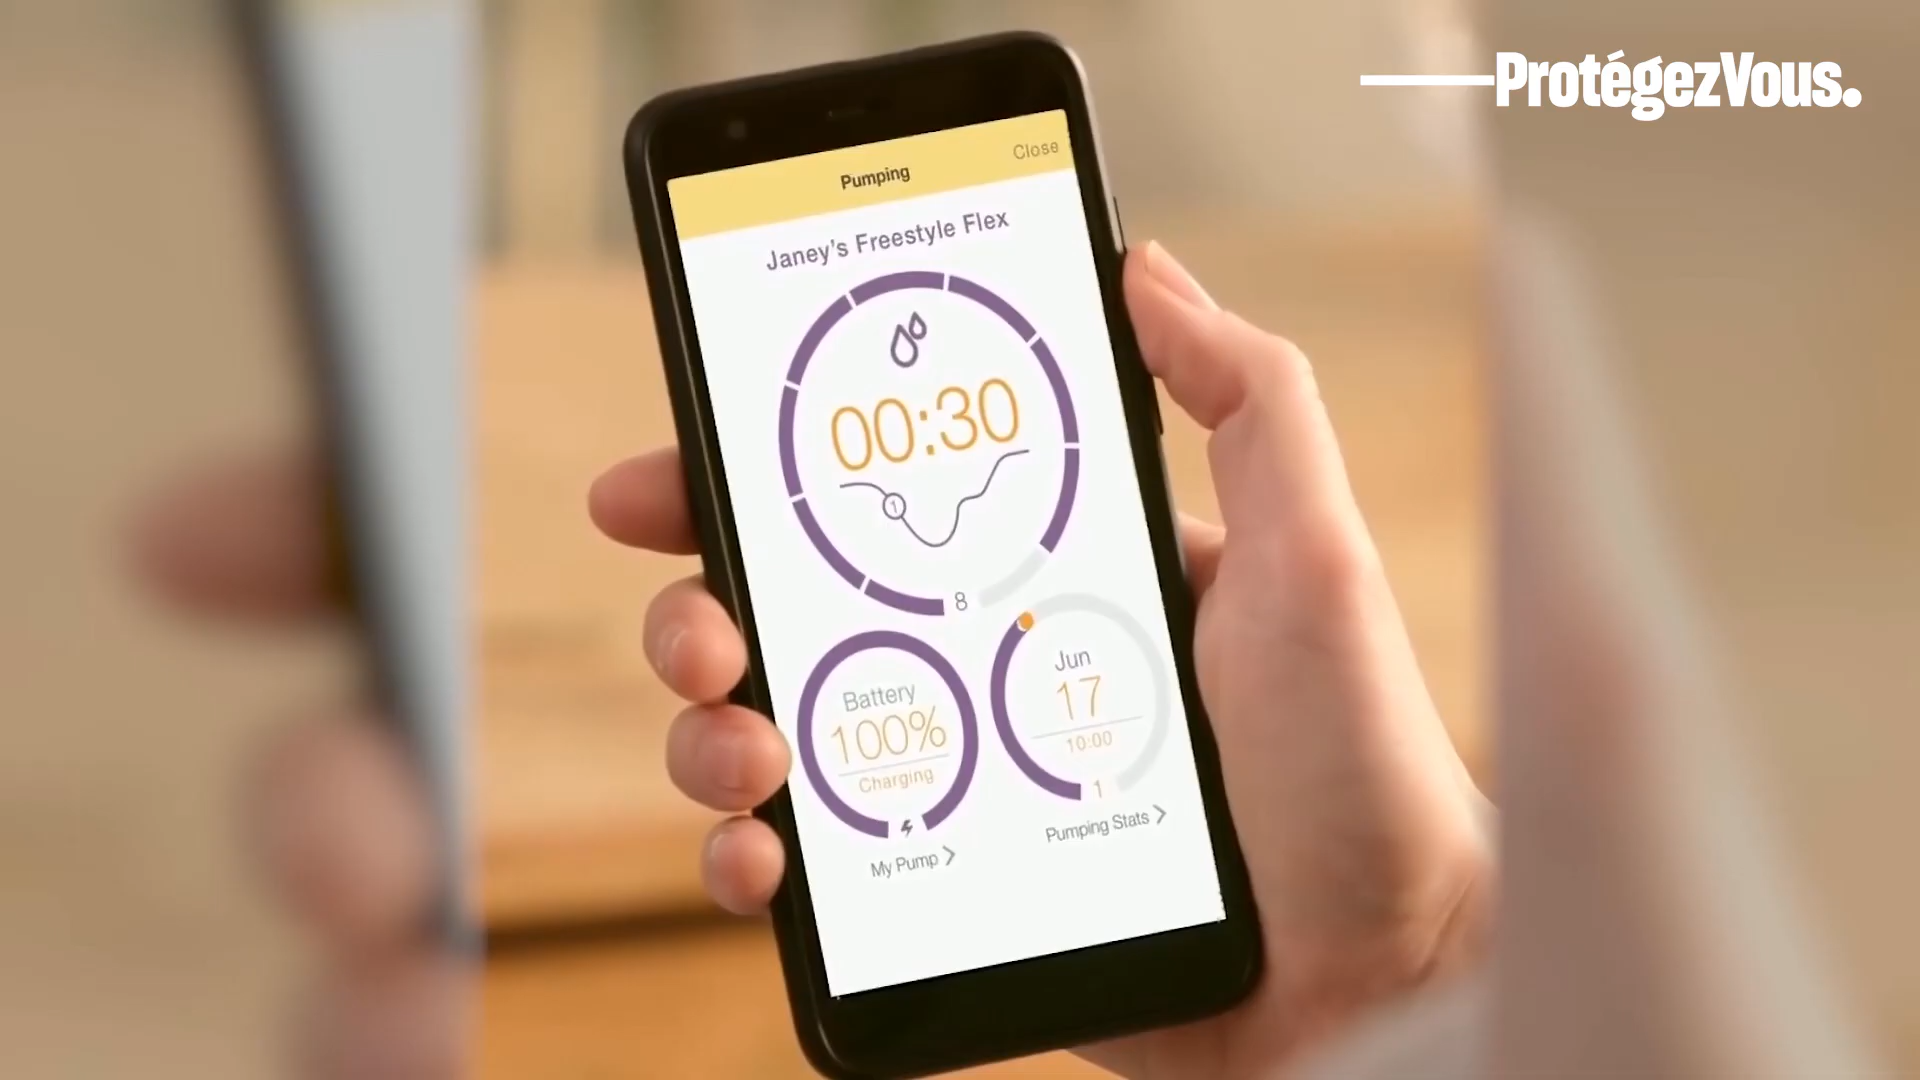 ProtégezVous.
Pumping
Close
Janey's Freestyle Flex
00:30
1
8
Battery
100%
Charging
My Pump
Jun
17
10:00
1
Pumping Stats